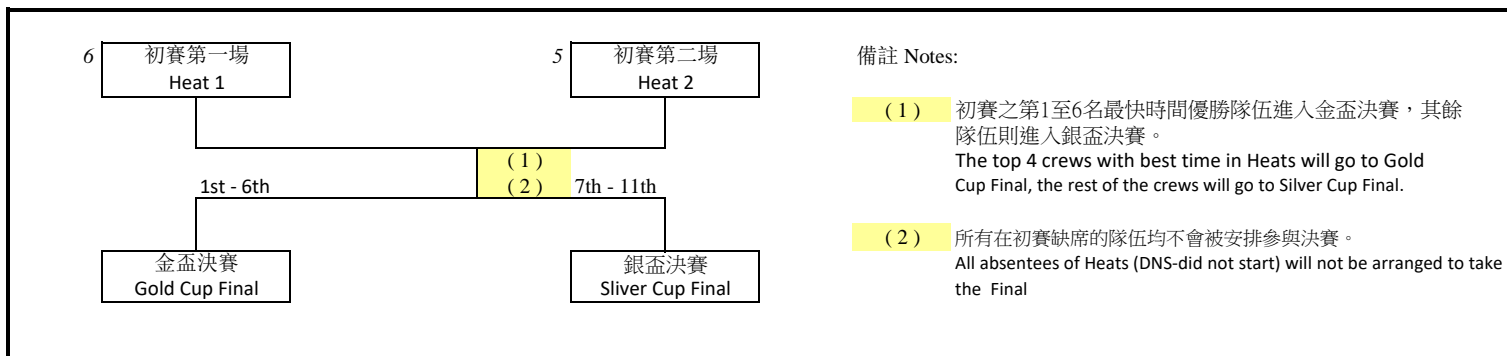 6 初賽第一場 5 初賽第二場 備註 Notes:
Heat 1 Heat 2
( 1 ) 初賽之第1至6名最快時間優勝隊伍進入金盃決賽，其餘
隊伍則進入銀盃決賽。
( 1 ) The top 4 crews with best time in Heats will go to Gold
1st - 6th ( 2 ) 7th - 11th Cup Final, the rest of the crews will go to Silver Cup Final.
( 2 ) 所有在初賽缺席的隊伍均不會被安排參與決賽。
金盃決賽 銀盃決賽 All absentees of Heats (DNS-did not start) will not be arranged to take
Gold Cup Final Sliver Cup Final the Final